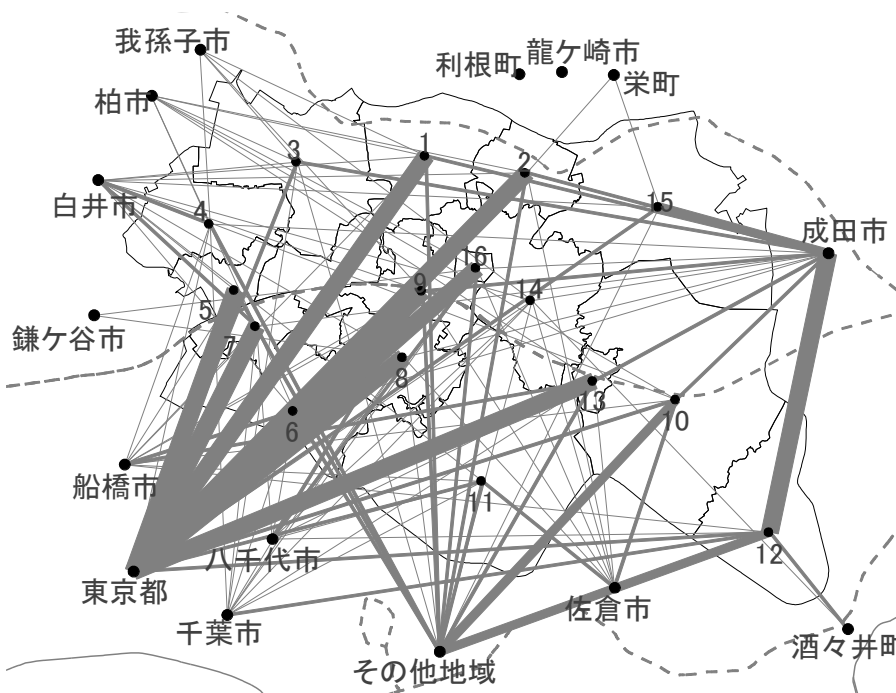 我孫子市
利根町
龍ケ崎市
栄町
柏市
3
1
2
白井市
4
15
成田市
16
9
14
5
鎌ケ谷市
7
8
13
10
6
船橋市
11
12
八千代市
東京都
佐倉市
千葉市
酒々井町
その他地域